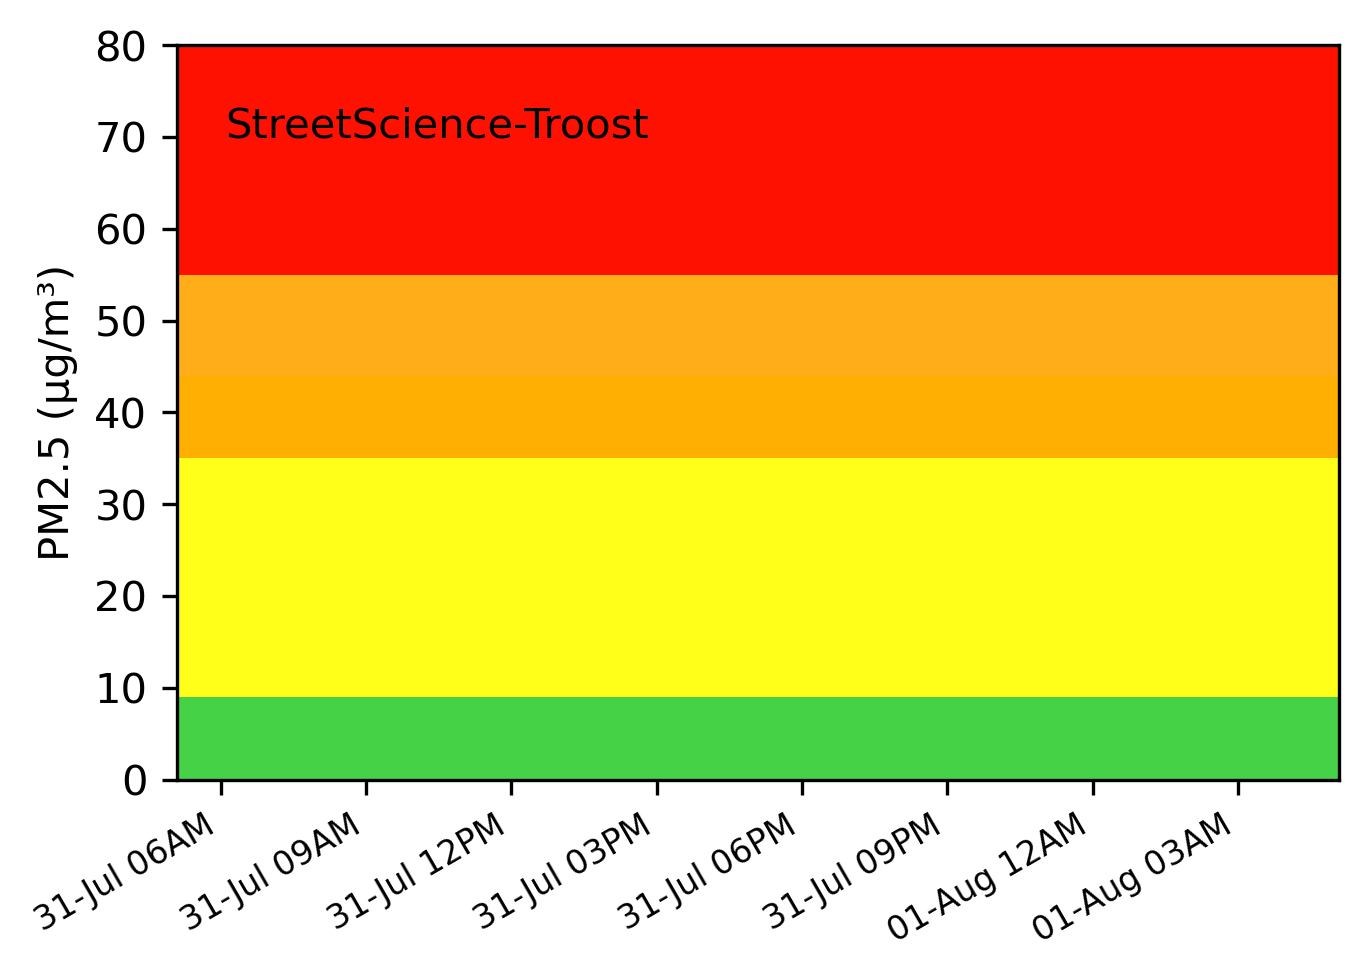 80
StreetScience-Troost
70
60
50
40
30
20
10
0
PM2.5 (µg/m³)
31-Jul 06AM
31-Jul 09AM
31-Jul 12PM
31-Jul 03PM
31-Jul 06PM
31-Jul 09PM
01-Aug 12AM
01-Aug 03AM